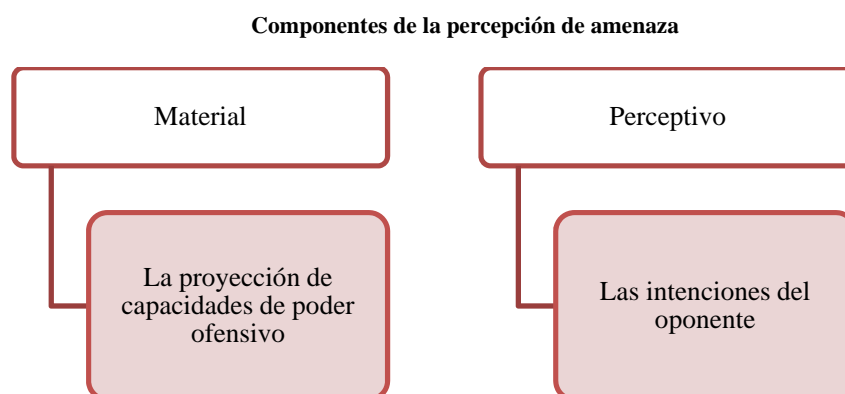 Componentes de la percepción de amenaza
Material
Perceptivo
La proyección de
capacidades de poder
ofensivo
Las intenciones del
oponente